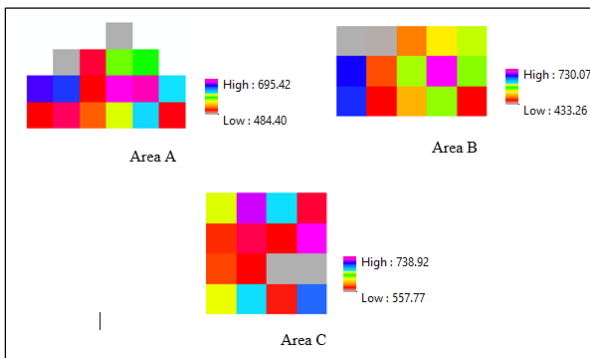 High : 695.42
Low : 484.40
Area A
High : 730.07
Low : 433.26
Area B
High : 738.92
Low : 557.77
Area C